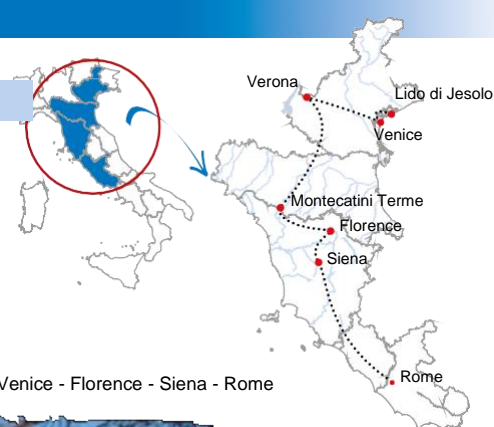 Verona
Lido di Jesolo
Venice
Montecatini Terme
Florence
Siena
Rome
Venice - Florence - Siena - Rome